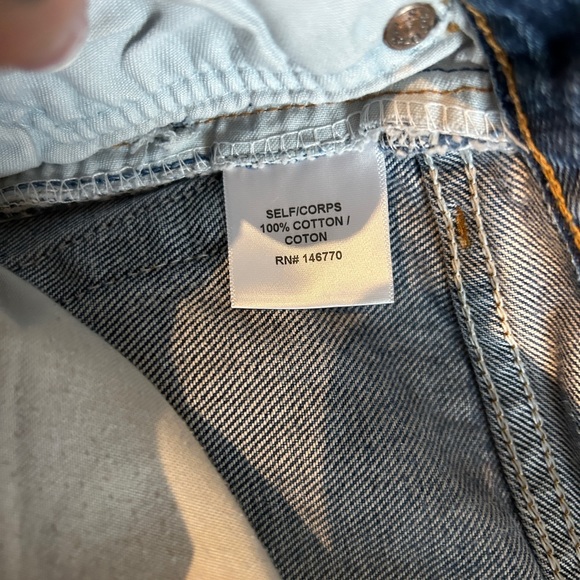 SELF/CORPS
100% COTTON /
COTON
RN# 146770